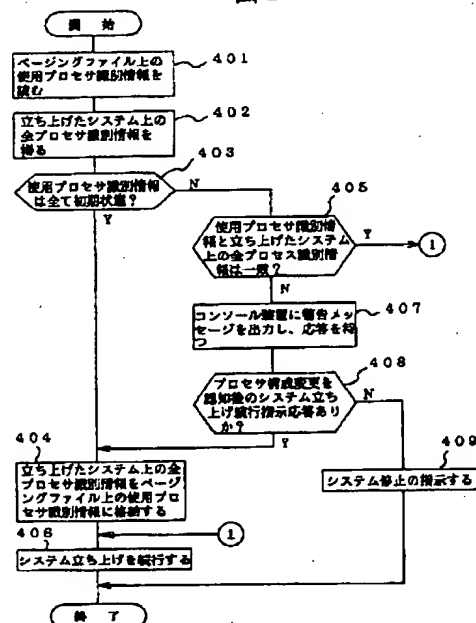 開 始
ページングファイル上の
使用プロセサ識別情報を
読む
401
立ち上げたシステム上の
全プロセサ識別情報を
得る
402
403
使用プロセサ識別情報
は全て初期状態?
N
Y
405
使用プロセサ識別情
報と立ち上げたシステム
上の全プロセス識別情
報は一致?
Y
1
N
コンソール装置に警告メッ
セージを出力し、応答を待
つ
407
408
プロセサ構成変更を
認知後のシステム立ち
上げ続行指示応答あり
か?
N
Y
404
立ち上げたシステム上の全
プロセサ識別情報をペー
ジングファイル上の使用プロセ
サ識別情報に格納する
409
システム停止の指示する
1
406
システム立ち上げを続行する
終 了